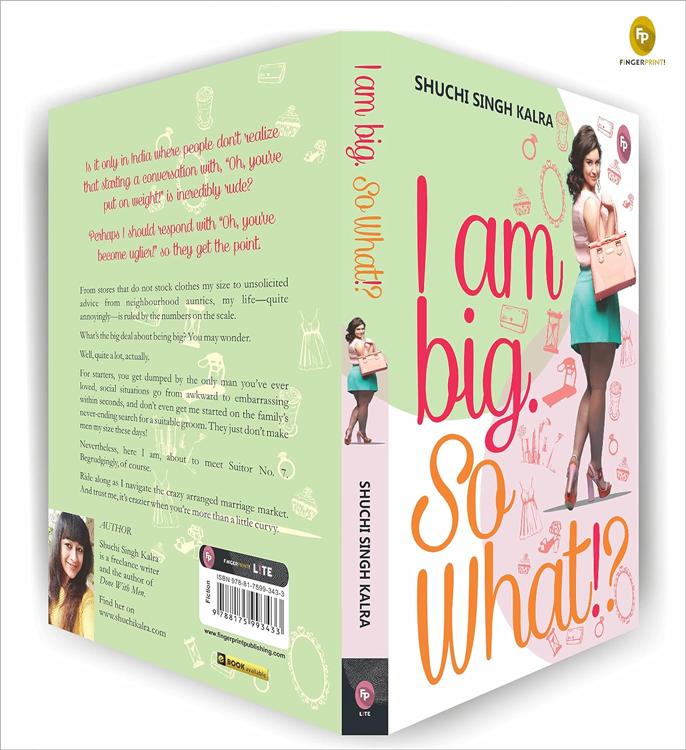 FP
FiNGERPRINT!
Is it only in India where people don't realize
that starting a conversation with, "Oh, you've
put on weight!" is incredibly rude?
Perhaps I should respond with "Oh, you've
become uglier!" so they get the point.
From stores that do not stock clothes my size to unsolicited
advice from neighbourhood aunties, my life—quite
annoyingly—is ruled by the numbers on the scale.
What's the big deal about being big? You may wonder.
Well, quite a lot, actually.
For starters, you get dumped by the only man you've ever
loved, social situations go from awkward to embarrassing
within seconds, and don't even get me started on the family's
never-ending search for a suitable groom. They just don't make
men my size these days!
Nevertheless, here I am, about to meet Suitor No. 7.
Begrudgingly, of course.
Ride along as I navigate the crazy arranged marriage market.
And trust me, it's crazier when you're more than a little curvy.
AUTHOR
Shuchi Singh Kalra
is a freelance writer
and the author of
Done With Men.
Find her on
www.shuchikalra.com
FP FiNGERPRINT! LiTE
Fiction
ISBN 978-81-7599-343-3
9 788175 993433
www.fingerprintpublishing.com
eBOOK available
I am big. So What!?
SHUCHI SINGH KALRA
FP
LiTE
SHUCHI SINGH KALRA
FP
I am
big.
So
What!?